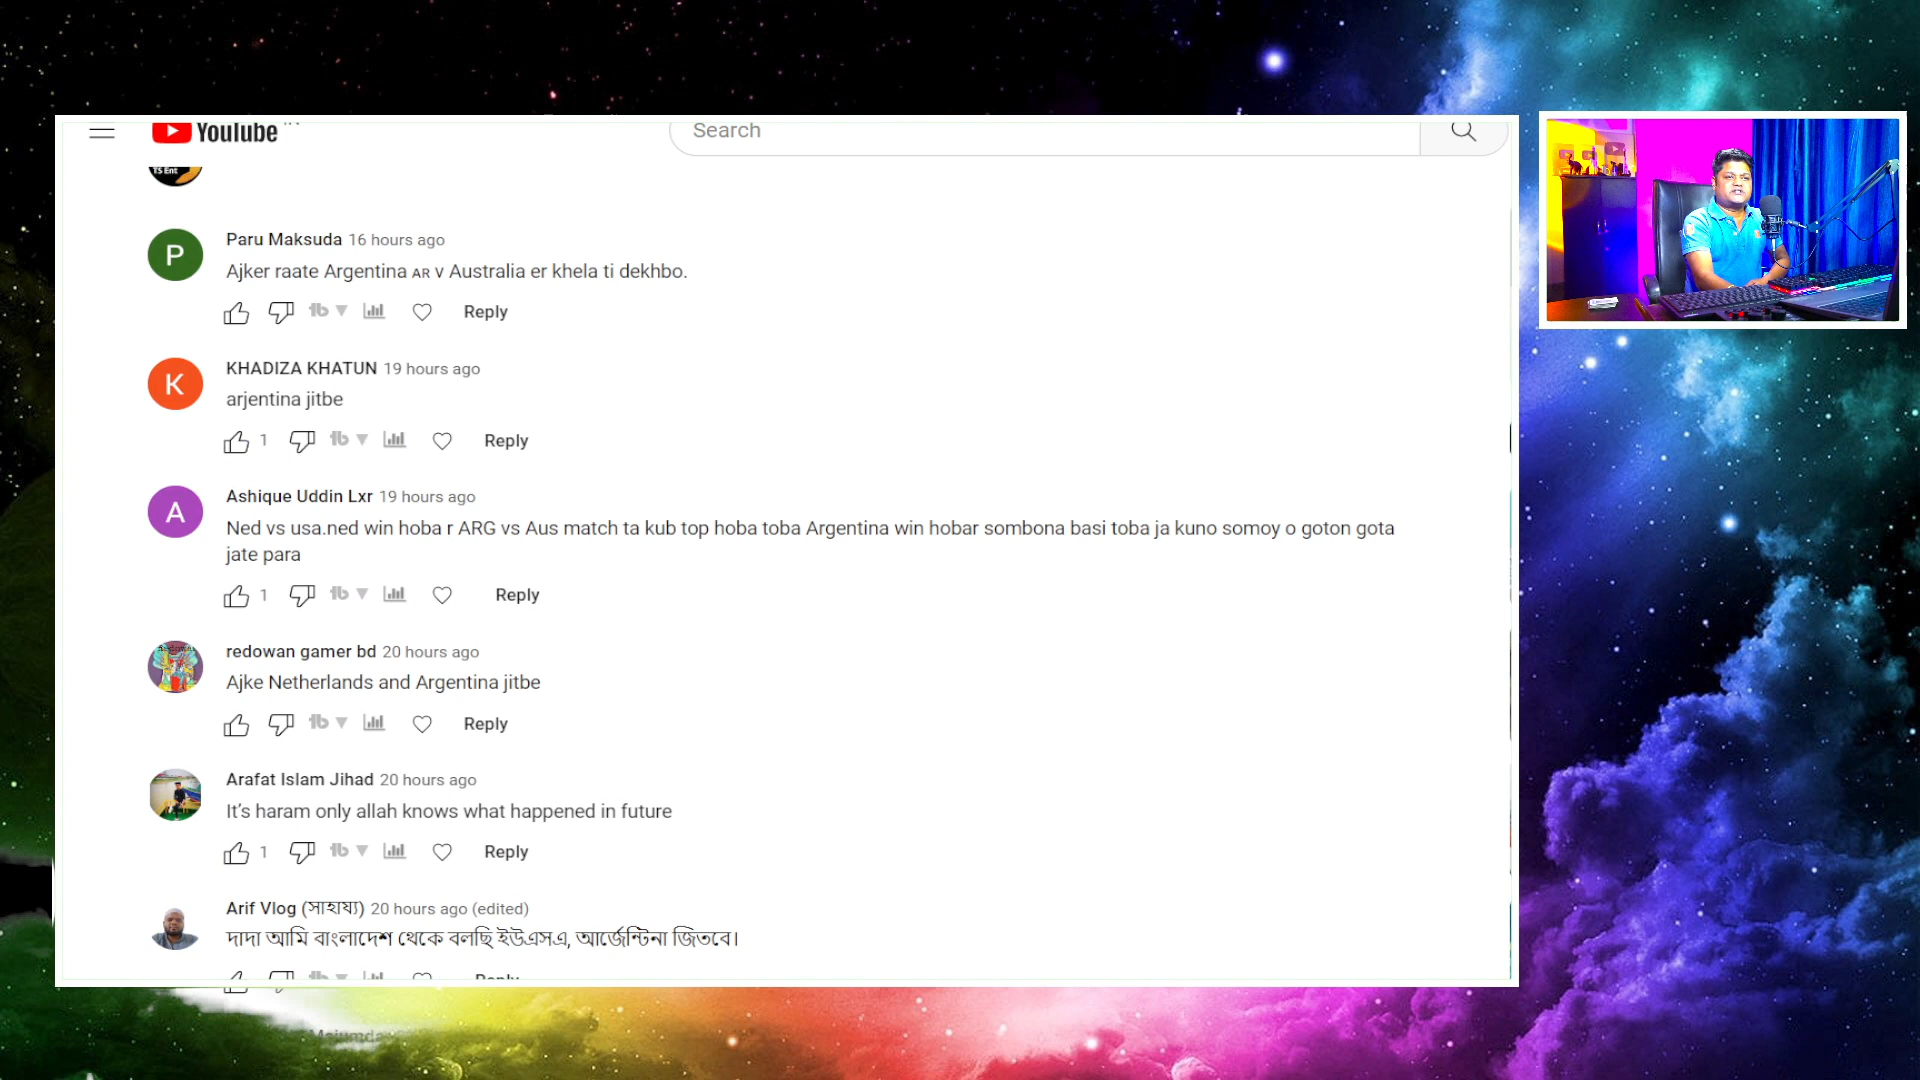 YouTube
Search
TS Ent
Paru Maksuda 16 hours ago
Ajker raate Argentina AR v Australia er khela ti dekhbo.
Reply
KHADIZA KHATUN 19 hours ago
arjentina jitbe
1 Reply
Ashique Uddin Lxr 19 hours ago
Ned vs usa.ned win hoba r ARG vs Aus match ta kub top hoba toba Argentina win hobar sombona basi toba ja kuno somoy o goton gota
jate para
1 Reply
redowan gamer bd 20 hours ago
Ajke Netherlands and Argentina jitbe
Reply
Arafat Islam Jihad 20 hours ago
It's haram only allah knows what happened in future
1 Reply
Arif Vlog (সাহায্য) 20 hours ago (edited)
দাদা আমি বাংলাদেশ থেকে বলছি ইউএসএ, আর্জেন্টিনা জিতবে।
Reply